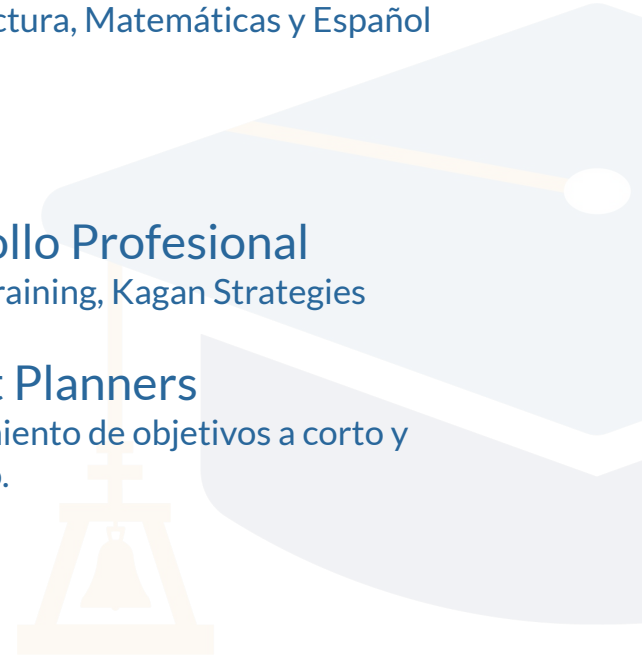 ctura, Matemáticas y Español
ollo Profesional
raining, Kagan Strategies
t Planners
niento de objetivos a corto y
.